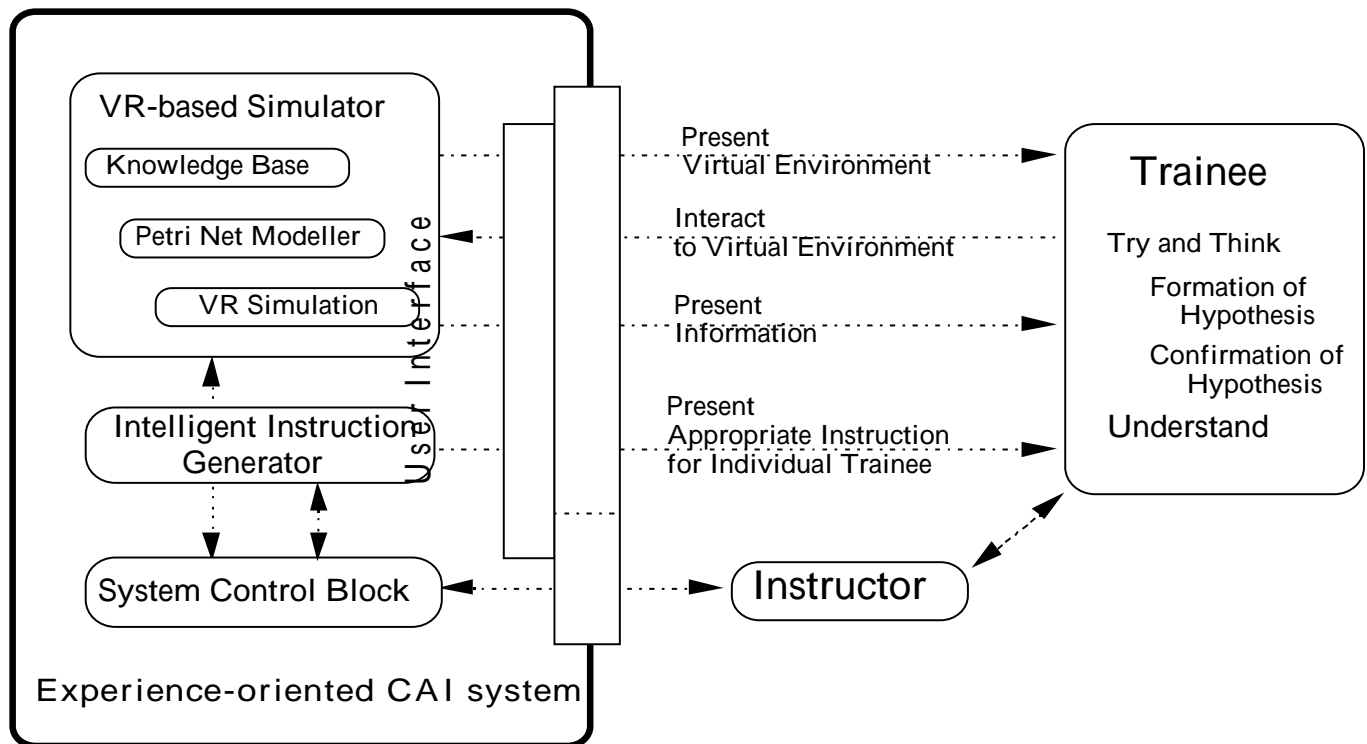 VR-based Simulator
Knowledge Base
Petri Net Modeller
VR Simulation
Intelligent Instruction
Generator
System Control Block
Experience-oriented CAI system
User Interface
Present
Virtual Environment
Interact
to Virtual Environment
Present
Information
Present
Appropriate Instruction
for Individual Trainee
Instructor
Trainee
Try and Think
Formation of
Hypothesis
Confirmation of
Hypothesis
Understand